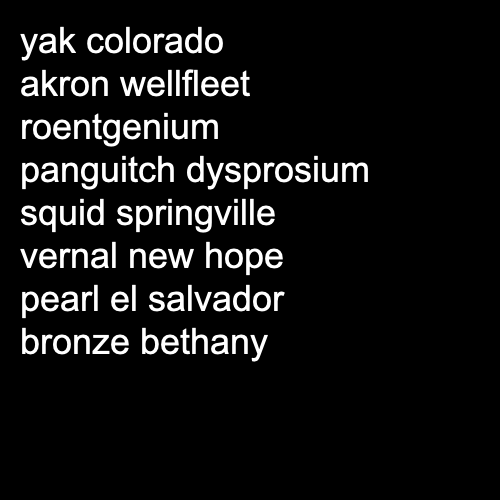 yak colorado
akron wellfleet
roentgenium
panguitch dysprosium
squid springville
vernal new hope
pearl el salvador
bronze bethany